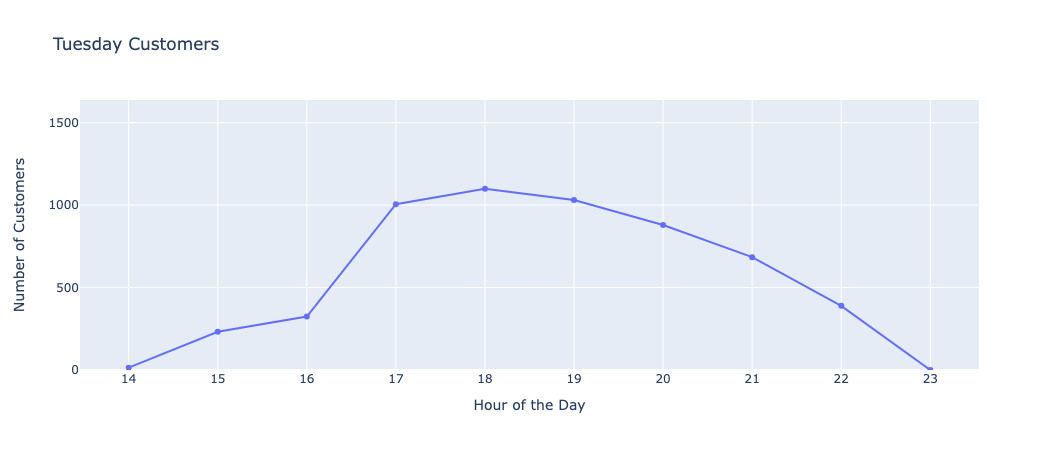 Tuesday Customers
1500
1000
500
0
Number of Customers
14 15 16 17 18 19 20 21 22 23
Hour of the Day